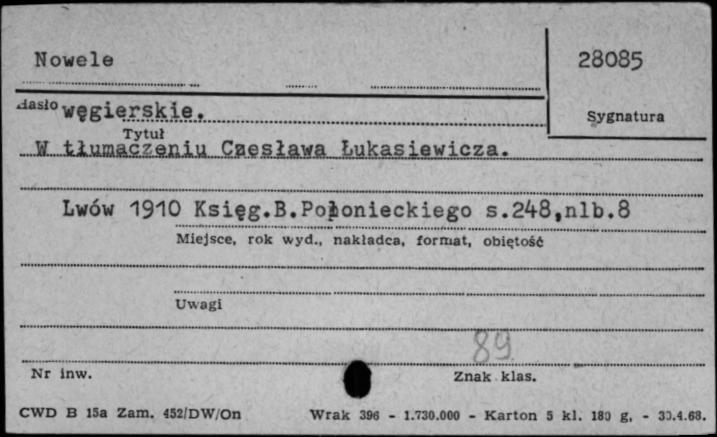 Nowele
28085
Hasło węgierskie.
Sygnatura
Tytuł
W tłumaczeniu Czesława Łukasiewicza.
Lwów 1910 Księg.B.Połonieckiego s.248,nlb.8
Miejsce, rok wyd., nakładca, format, objętość
Uwagi
89
Nr inw.
Znak klas.
CWD B 15a Zam. 452/DW/On Wrak 396 - 1.730.000 - Karton 5 kl. 180 g, - 30.4.68.